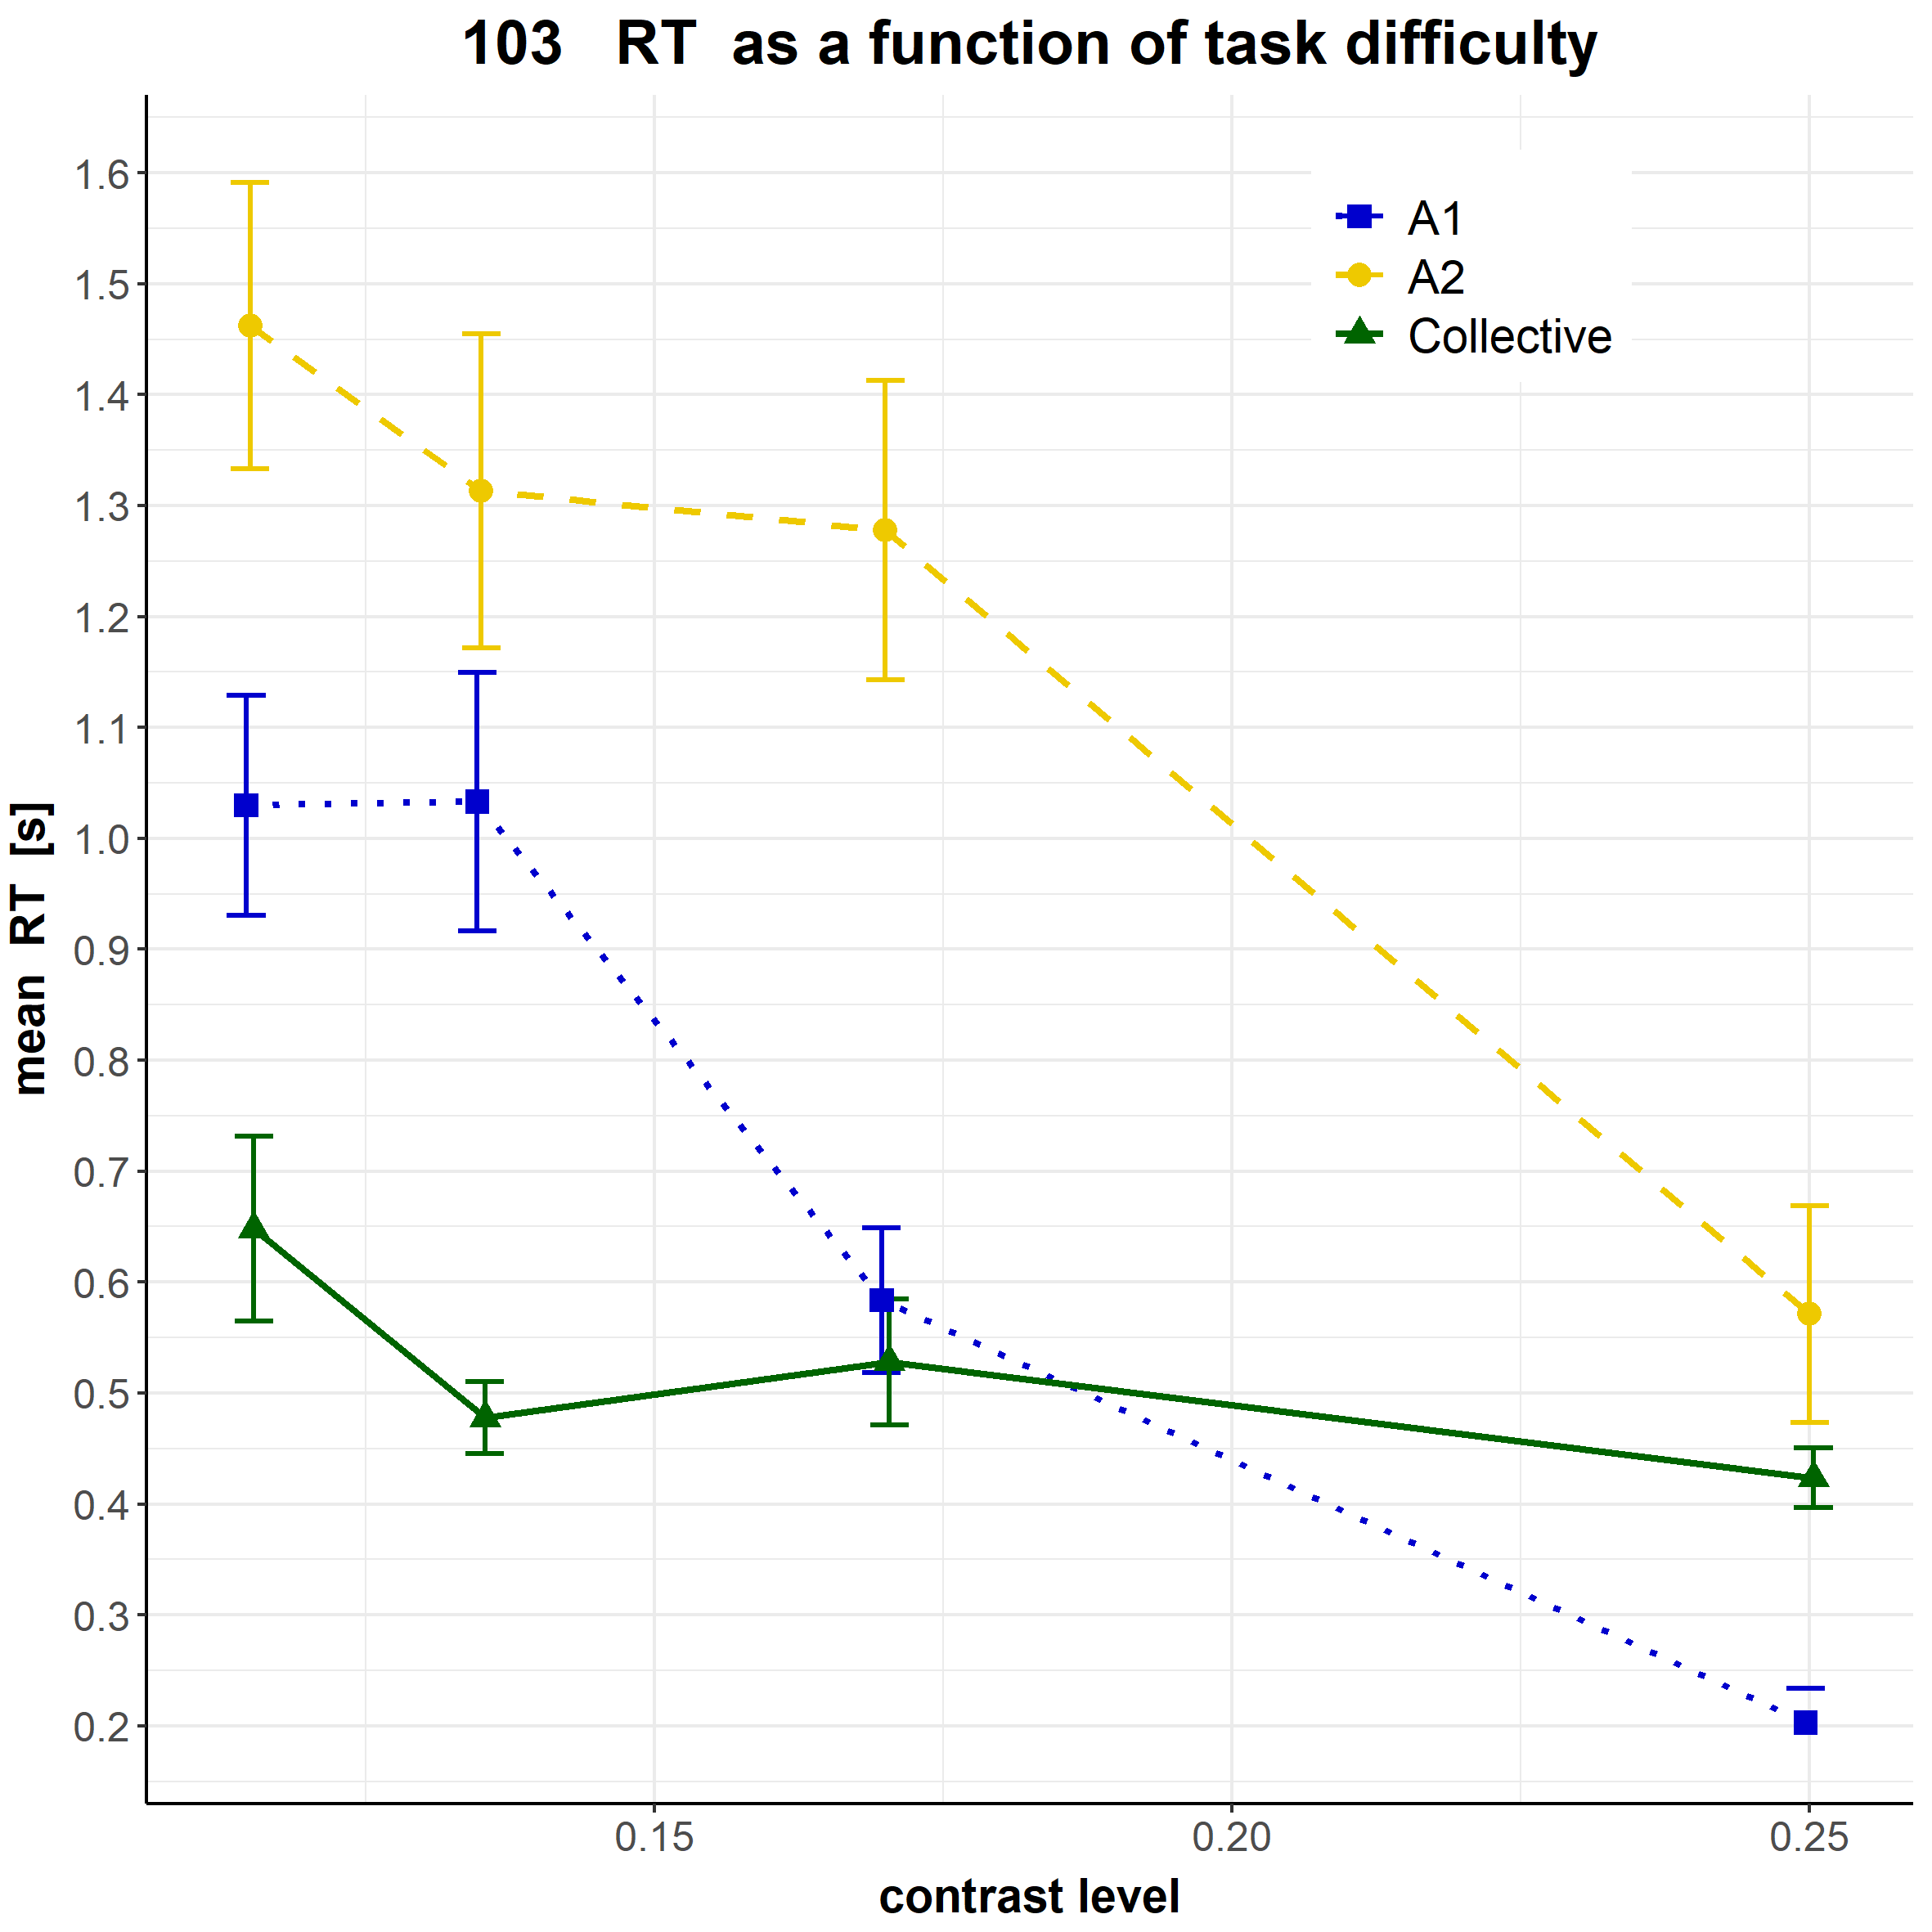 103 RT as a function of task difficulty
A1
A2
Collective
mean RT [s]
1.6
1.5
1.4
1.3
1.2
1.1
1.0
0.9
0.8
0.7
0.6
0.5
0.4
0.3
0.2
0.15 0.20 0.25
contrast level